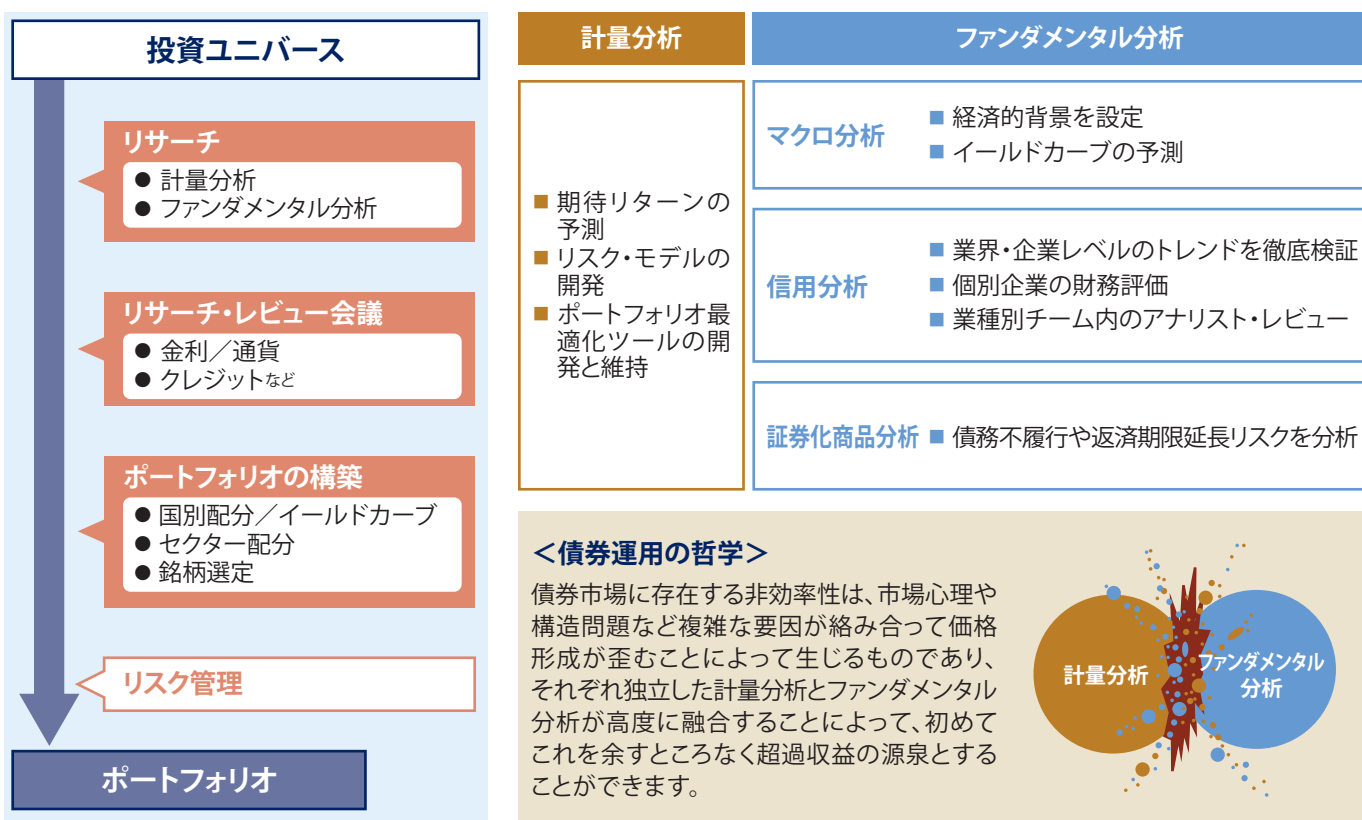 投資ユニバース
リサーチ
● 計量分析
● ファンダメンタル分析
リサーチ・レビュー会議
● 金利／通貨
● クレジットなど
ポートフォリオの構築
● 国別配分／イールドカーブ
● セクター配分
● 銘柄選定
リスク管理
ポートフォリオ
計量分析
■ 期待リターンの
予測
■ リスク・モデルの
開発
■ ポートフォリオ最
適化ツールの開
発と維持
ファンダメンタル分析
マクロ分析
■ 経済的背景を設定
■ イールドカーブの予測
信用分析
■ 業界・企業レベルのトレンドを徹底検証
■ 個別企業の財務評価
■ 業種別チーム内のアナリスト・レビュー
証券化商品分析 ■ 債務不履行や返済期限延長リスクを分析
＜債券運用の哲学＞
債券市場に存在する非効率性は、市場心理や
構造問題など複雑な要因が絡み合って価格
形成が歪むことによって生じるものであり、
それぞれ独立した計量分析とファンダメンタル
分析が高度に融合することによって、初めて
これを余すところなく超過収益の源泉とする
ことができます。
計量分析
ファンダメンタル
分析